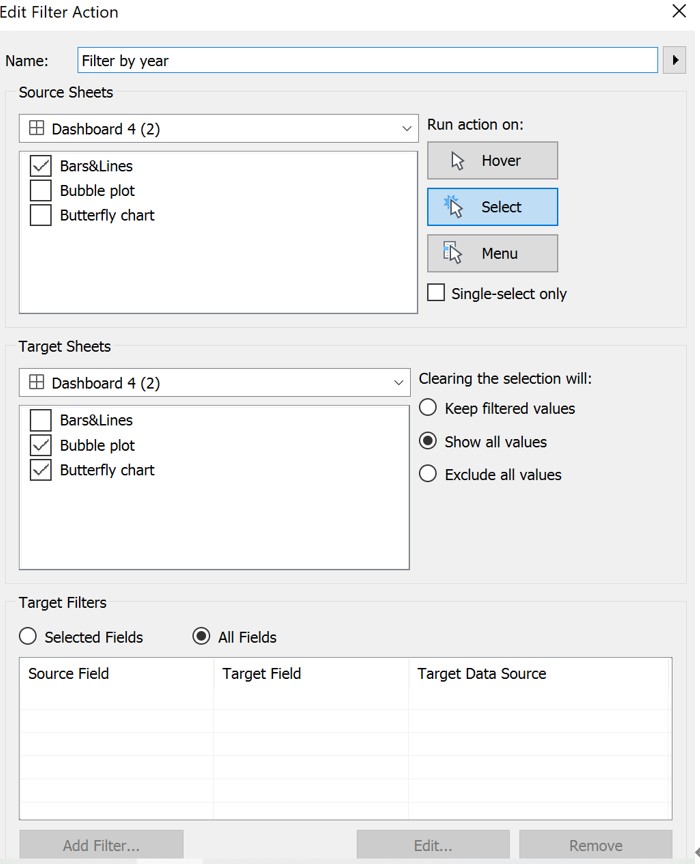 Edit Filter Action
Name: Filter by year
Source Sheets
Dashboard 4 (2)
Run action on:
Bars&Lines
Bubble plot
Butterfly chart
Hover
Select
Menu
Single-select only
Target Sheets
Dashboard 4 (2)
Clearing the selection will:
Bars&Lines
Bubble plot
Butterfly chart
Keep filtered values
Show all values
Exclude all values
Target Filters
Selected Fields All Fields
Source Field Target Field Target Data Source
Add Filter... Edit... Remove